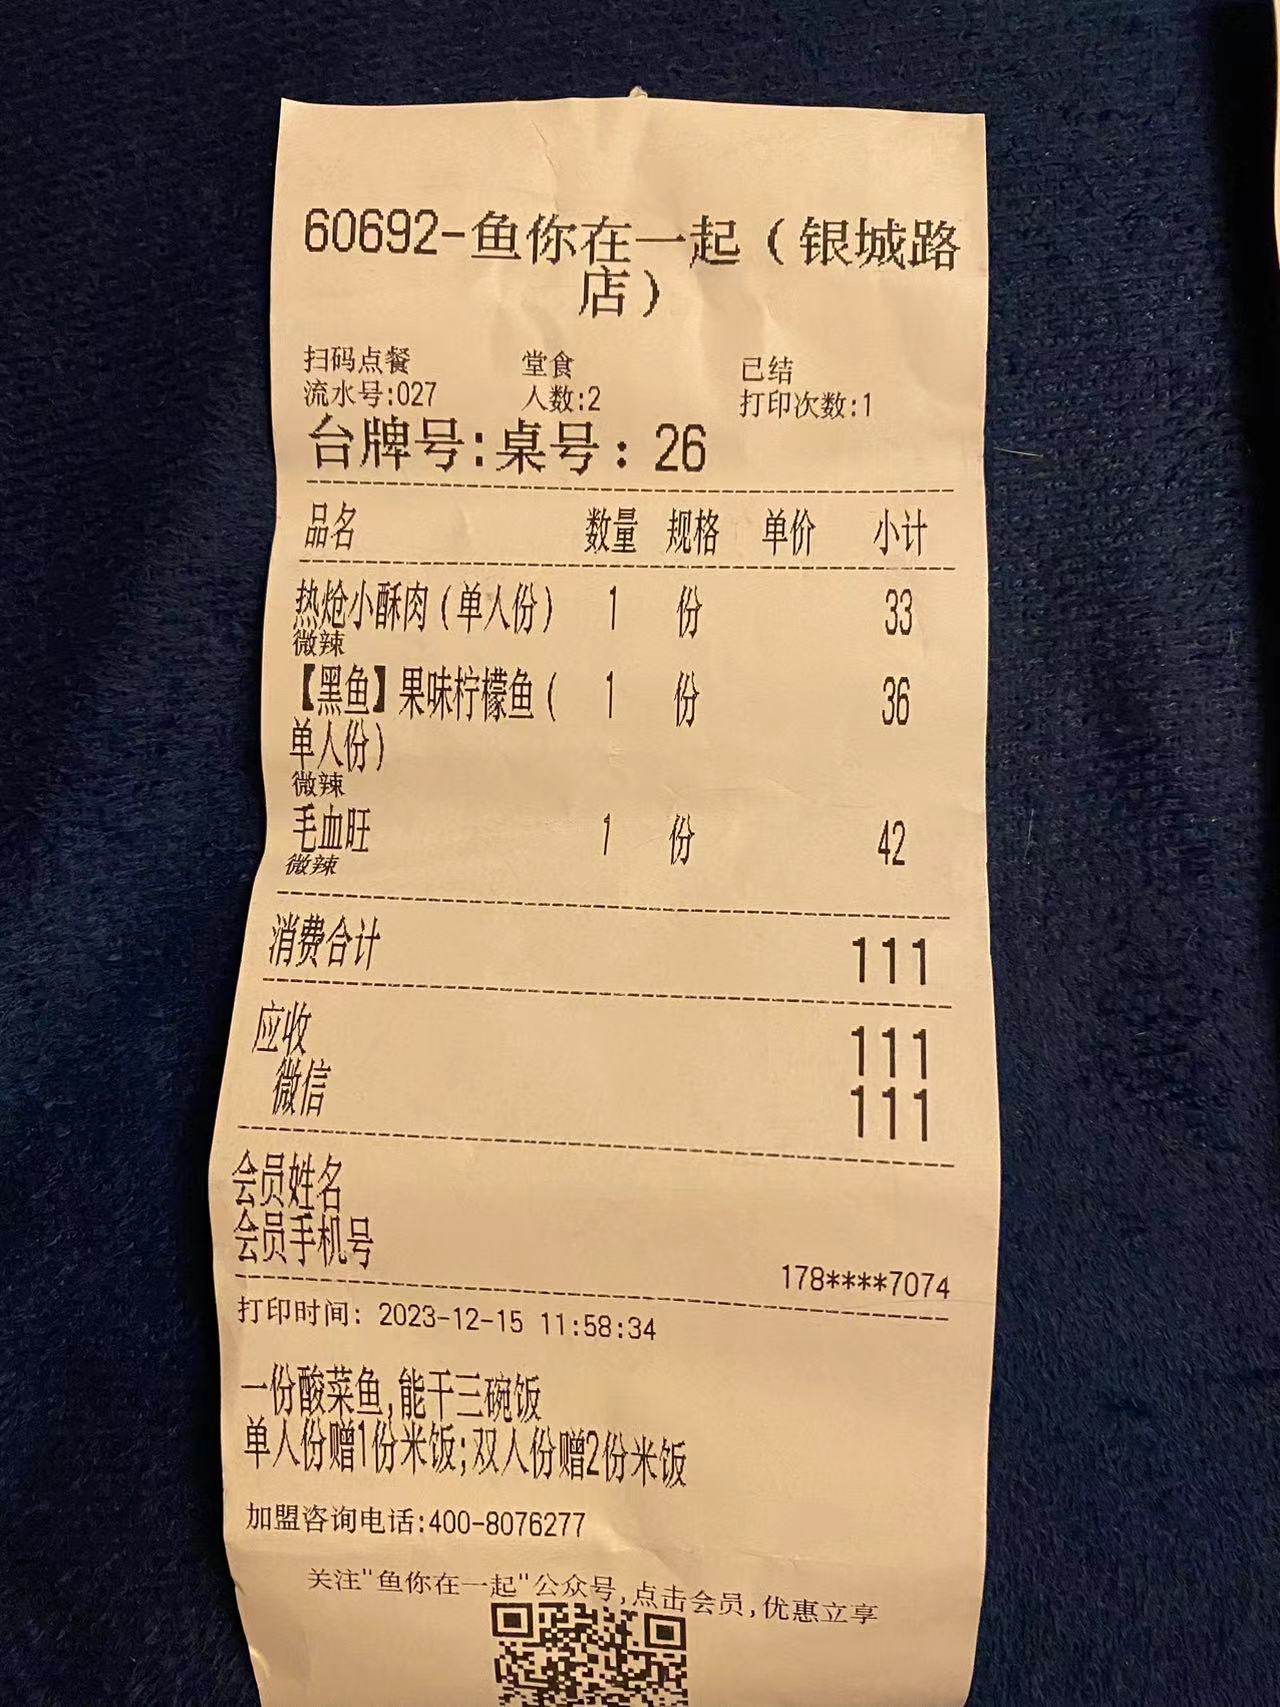 60692-鱼你在一起（银城路
店）
扫码点餐 堂食 已结
流水号:027 人数:2 打印次数:1
台牌号:桌号：26
品名 数量 规格 单价 小计
热炝小酥肉（单人份） 1 份 33
微辣
【黑鱼】果味柠檬鱼（ 1 份 36
单人份）
微辣
毛血旺 1 份 42
微辣
消费合计 111
应收 111
微信 111
会员姓名
会员手机号
178****7074
打印时间: 2023-12-15 11:58:34
一份酸菜鱼,能干三碗饭
单人份赠1份米饭;双人份赠2份米饭
加盟咨询电话:400-8076277
关注"鱼你在一起"公众号,点击会员,优惠立享